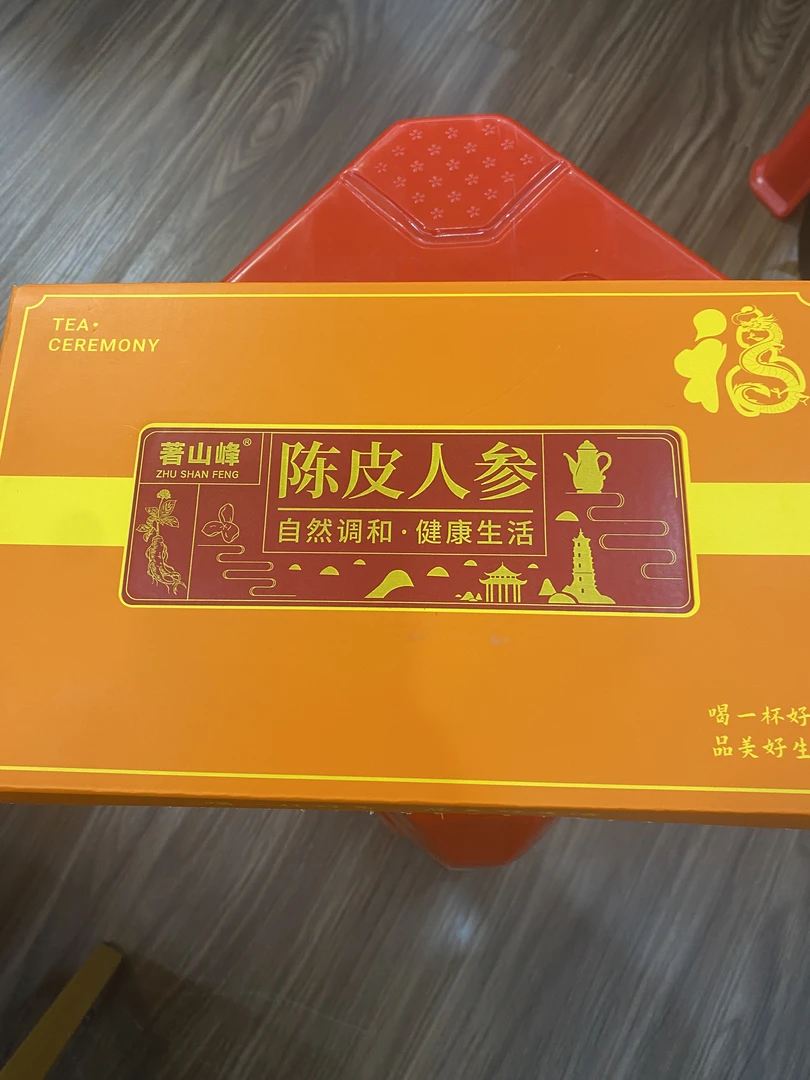 TEA·
CEREMONY
福
著山峰®
ZHU SHAN FENG
陈皮人参
自然调和·健康生活
喝一杯好
品美好生